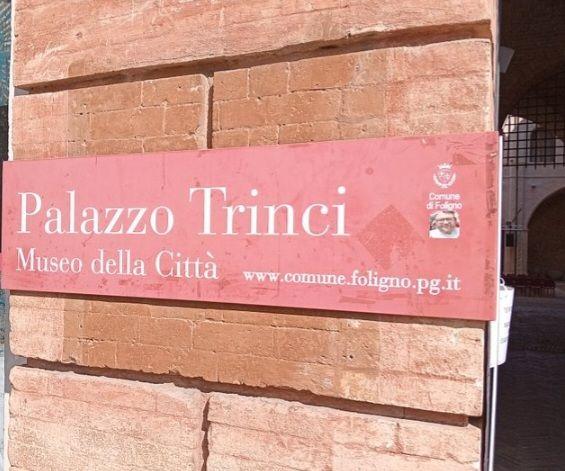 Palazzo Trinci
Museo della Città
www.comune.foligno.pg.it
Comune
di Foligno